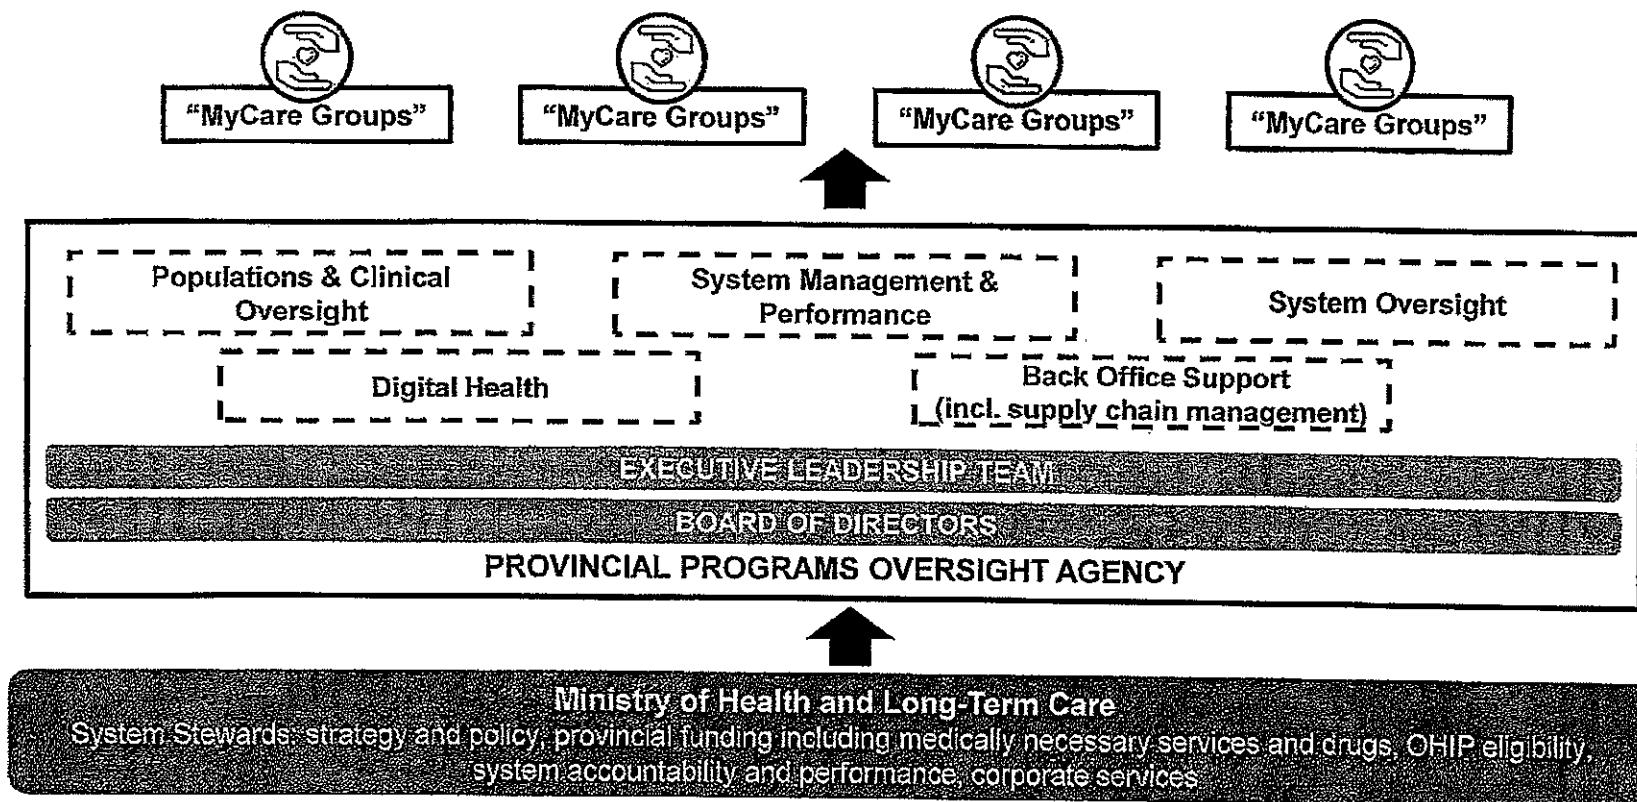 “MyCare Groups” “MyCare Groups” “MyCare Groups” “MyCare Groups”
Populations & Clinical
Oversight
System Management &
Performance
System Oversight
Digital Health
Back Office Support
(incl. supply chain management)
EXECUTIVE LEADERSHIP TEAM
BOARD OF DIRECTORS
PROVINCIAL PROGRAMS OVERSIGHT AGENCY
Ministry of Health and Long-Term Care
System Stewards: strategy and policy, provincial funding including medically necessary services and drugs, OHIP eligibility,
system accountability and performance, corporate services